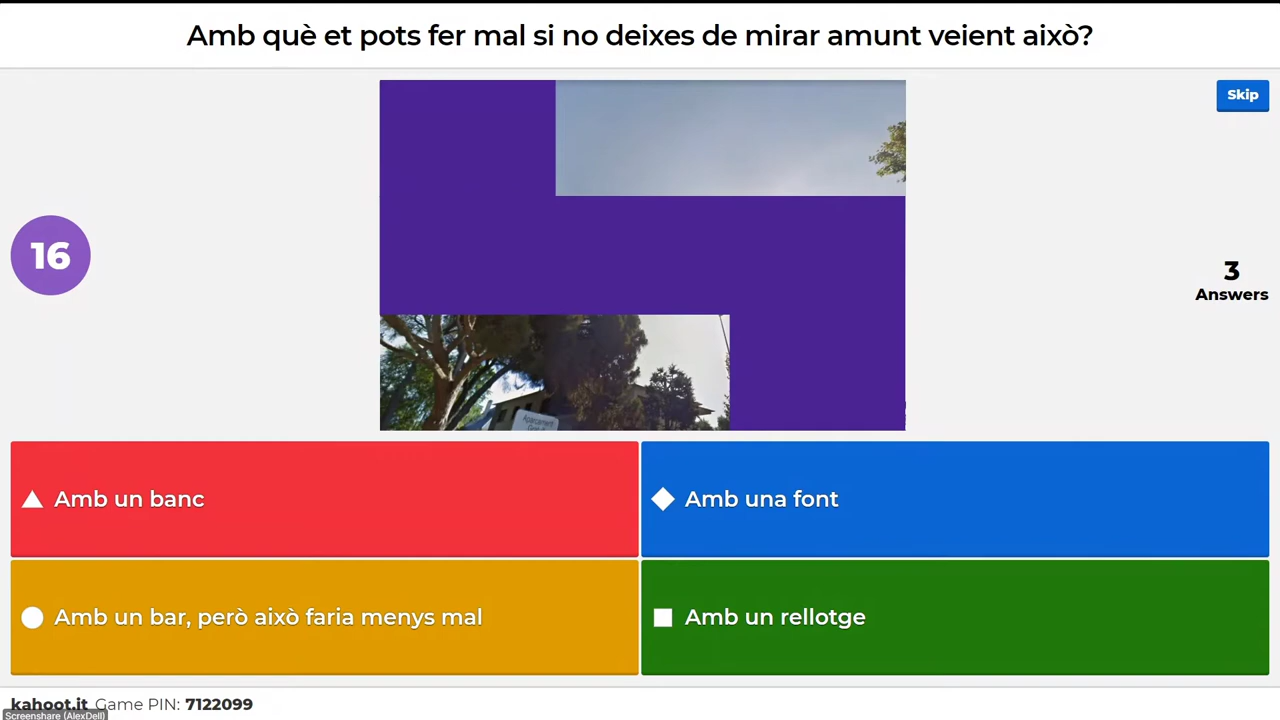 Amb què et pots fer mal si no deixes de mirar amunt veient això?
Skip
16
3
Answers
Aparcament
Amb un banc
Amb una font
Amb un bar, però això faria menys mal
Amb un rellotge
kahoot.it Game PIN: 7122099
Screenshare (AlexDell)